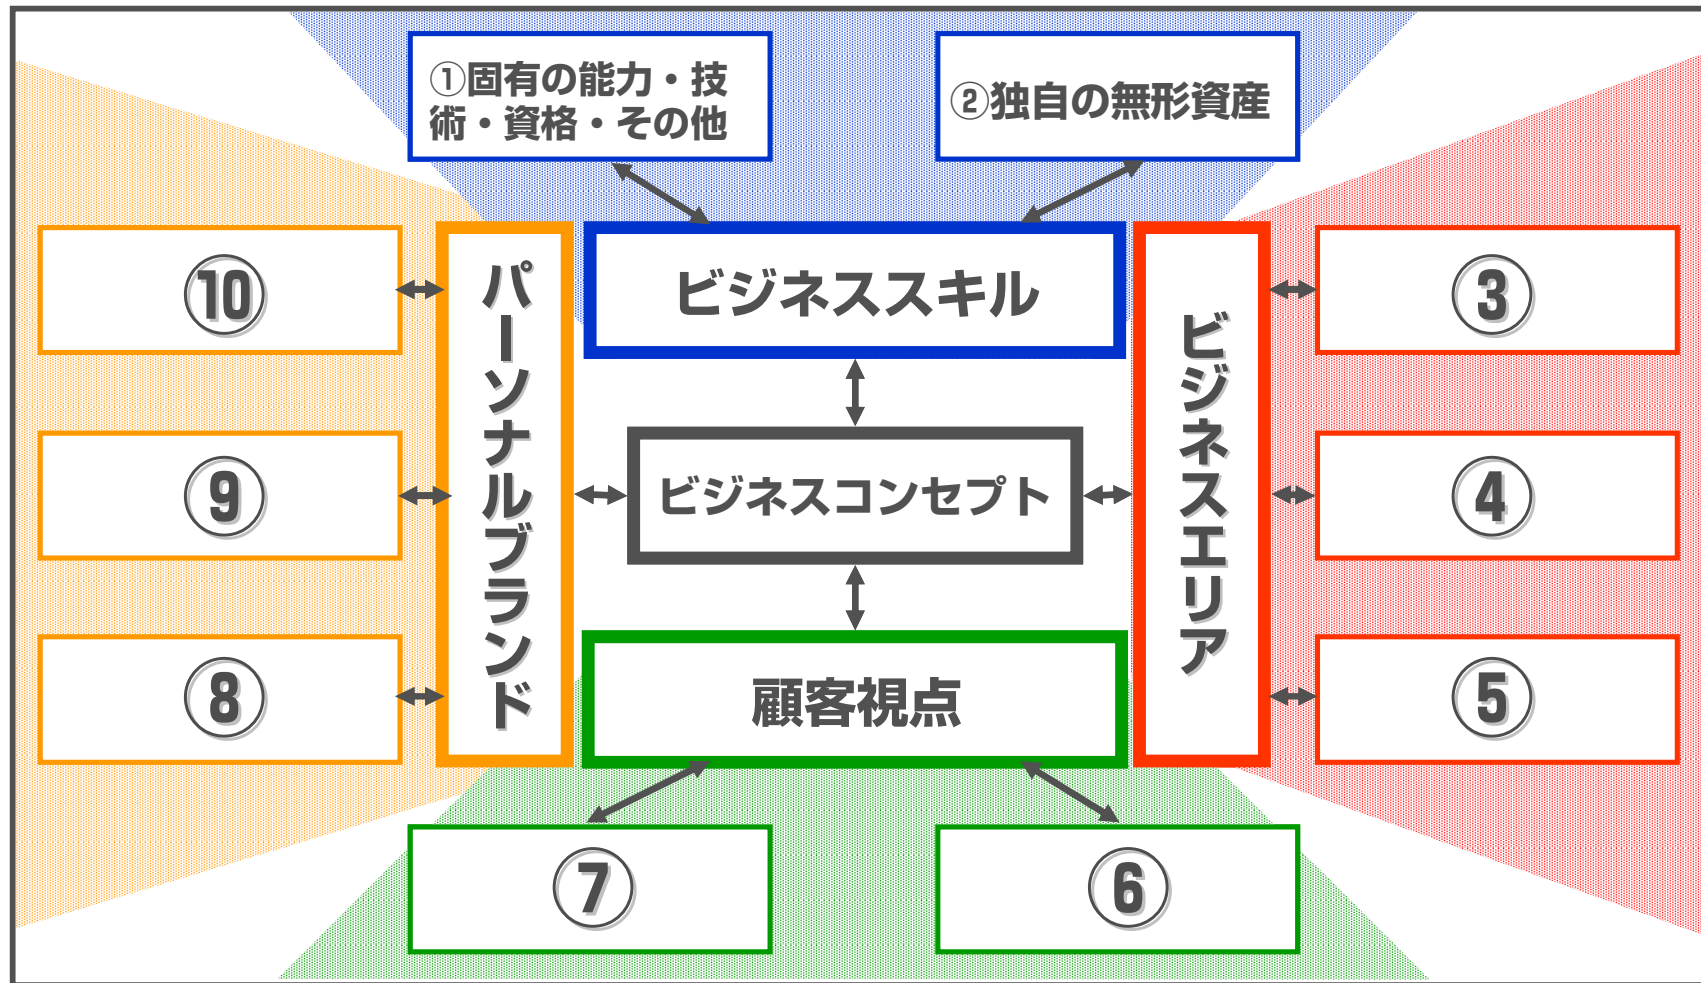 ①固有の能力・技
術・資格・その他
②独自の無形資産
⑩
パーソナルブランド
ビジネススキル
ビジネスエリア
③
⑨
ビジネスコンセプト
④
⑧
顧客視点
⑤
⑦
⑥